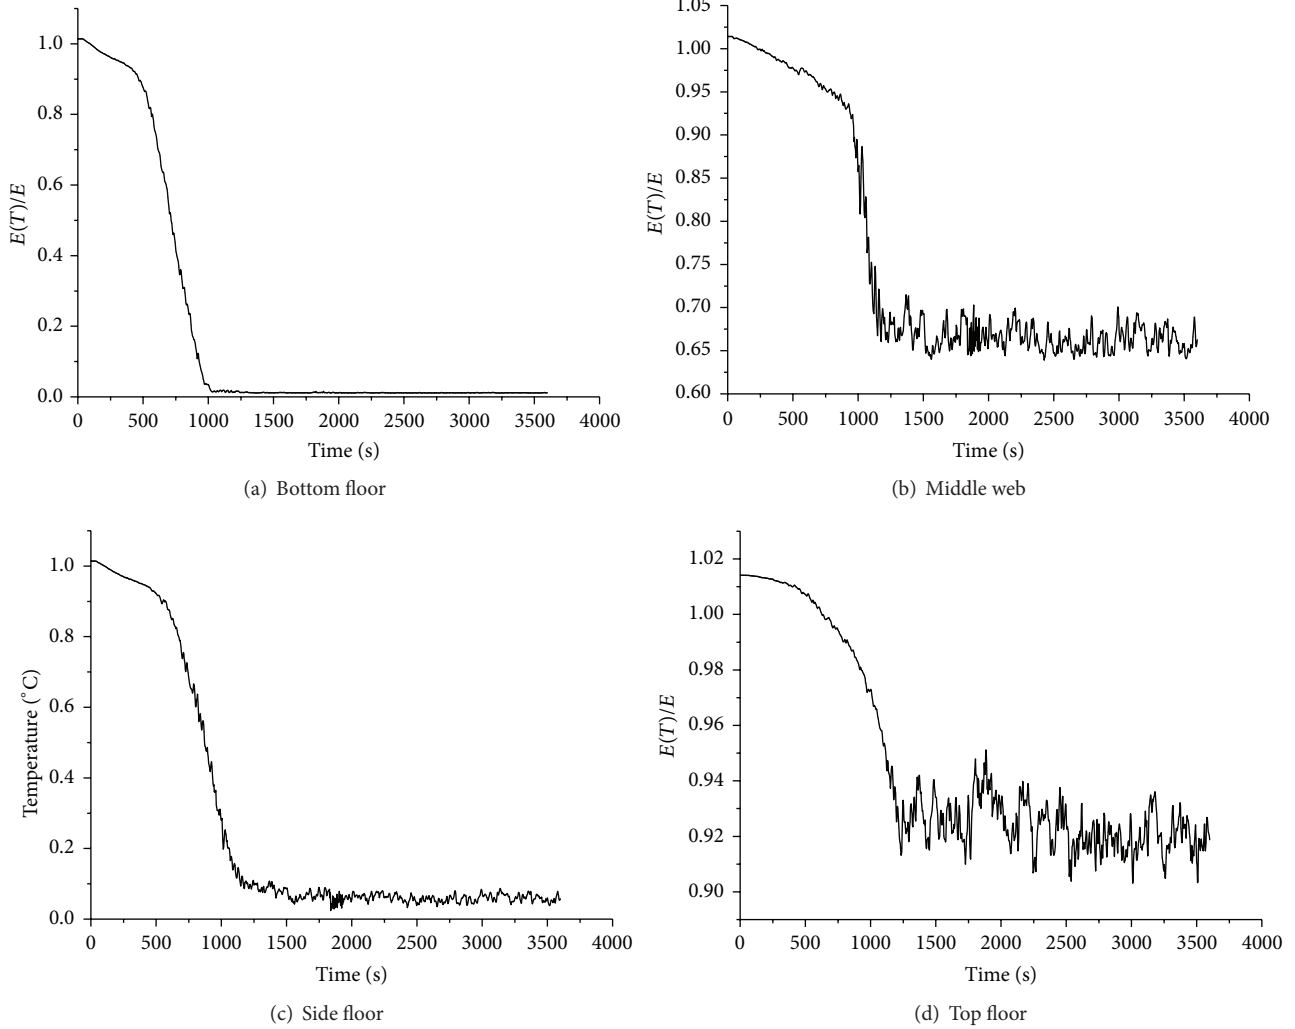 1.0
0.8
0.6
0.4
0.2
0.0
E(T)/E
0 500 1000 1500 2000 2500 3000 3500 4000
Time (s)
(a) Bottom floor
1.05
1.00
0.95
0.90
0.85
0.80
0.75
0.70
0.65
0.60
E(T)/E
0 500 1000 1500 2000 2500 3000 3500 4000
Time (s)
(b) Middle web
1.0
0.8
0.6
0.4
0.2
0.0
Temperature (°C)
0 500 1000 1500 2000 2500 3000 3500 4000
Time (s)
(c) Side floor
1.02
1.00
0.98
0.96
0.94
0.92
0.90
E(T)/E
0 500 1000 1500 2000 2500 3000 3500 4000
Time (s)
(d) Top floor